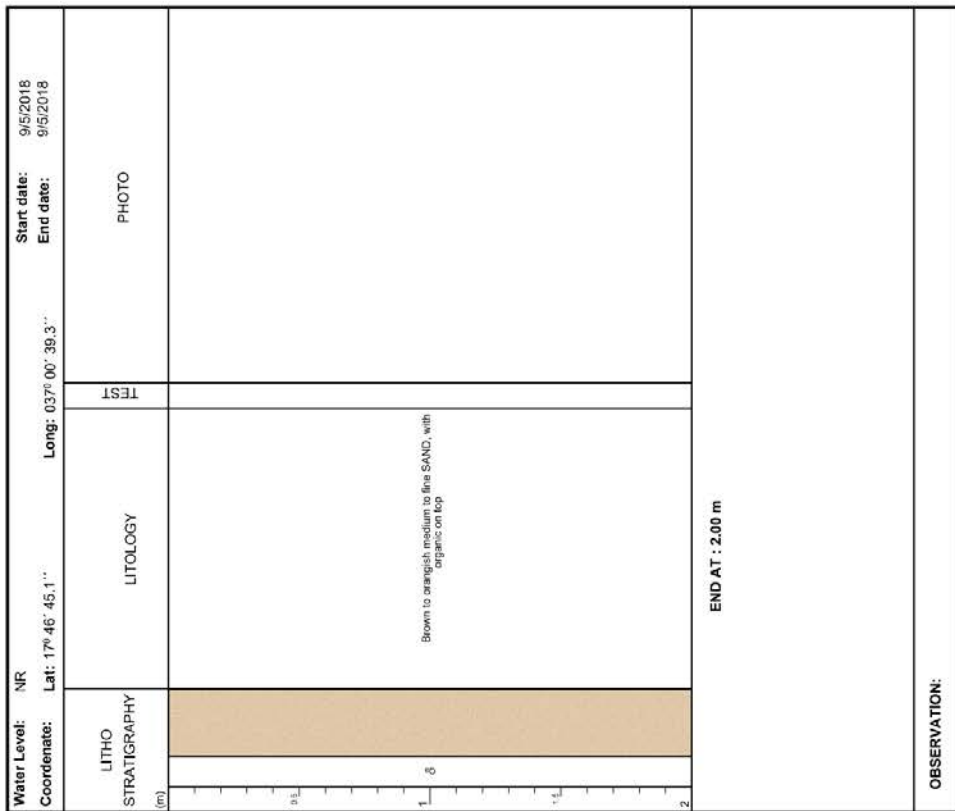 Water Level: NR Start date: 9/5/2018
Coordenate: Lat: 17º 46´ 45.1´´ Long: 037º 00´ 39.3´´ End date: 9/5/2018
LITHO
STRATIGRAPHY
LITOLOGY
TEST
PHOTO
(m)
0.5
1
1.5
2
Brown to orangish medium to fine SAND, with
organic on top
END AT : 2.00 m
OBSERVATION: